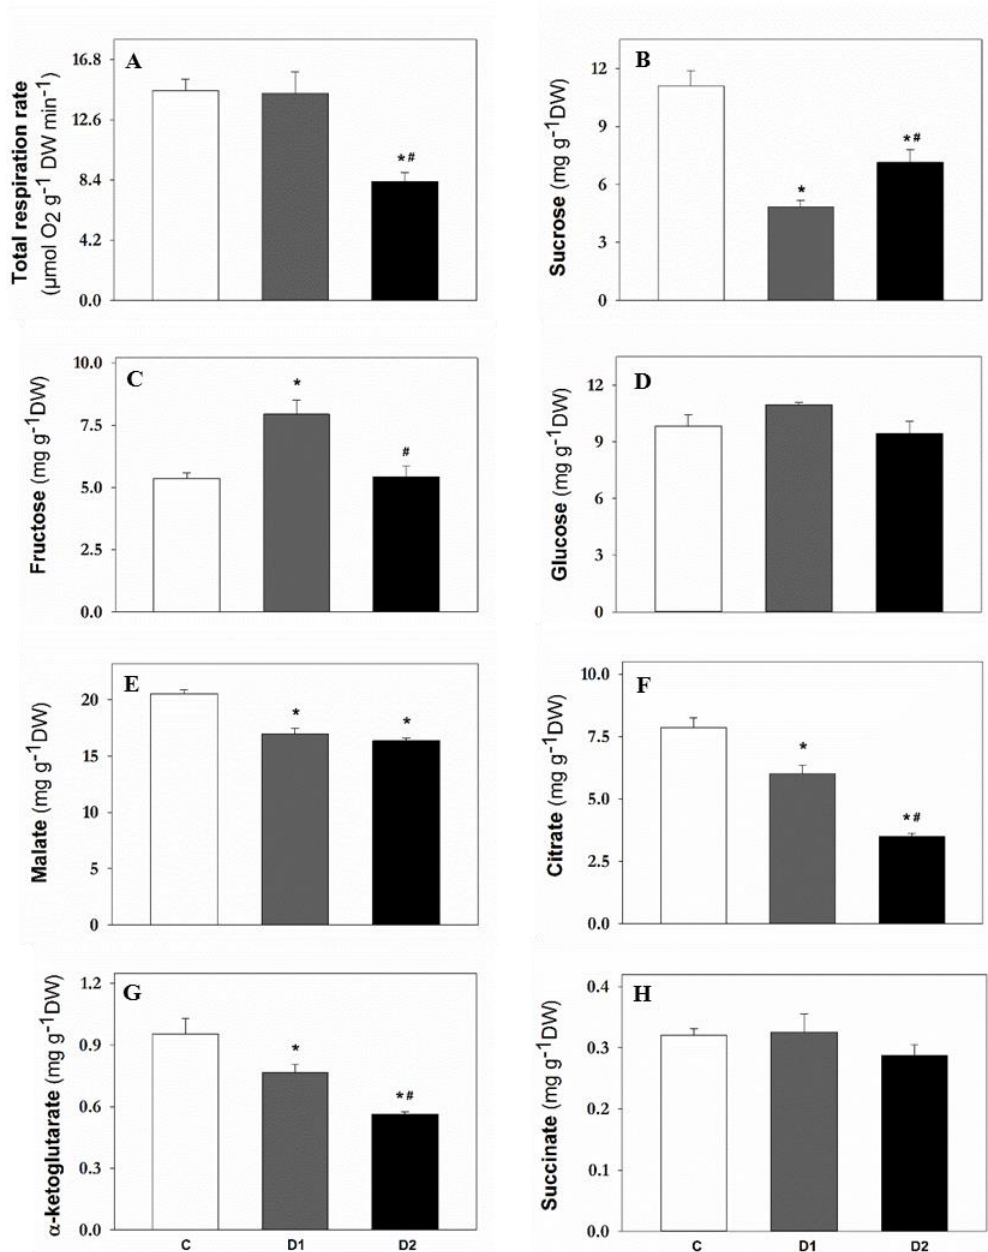 A
Total respiration rate
(µmol O2 g-1 DW min-1)
16.8
12.6
8.4
4.2
0.0
*#
B
Sucrose (mg g-1DW)
12
9
6
3
0
*
*#
C
Fructose (mg g-1DW)
10.0
7.5
5.0
2.5
0.0
*
#
D
Glucose (mg g-1DW)
12
9
6
3
0
E
Malate (mg g-1DW)
20
15
10
5
0
*
*
F
Citrate (mg g-1DW)
10.0
7.5
5.0
2.5
0.0
*
*#
G
α-ketoglutarate (mg g-1DW)
1.2
0.9
0.6
0.3
0.0
*
*#
C D1 D2
H
Succinate (mg g-1DW)
0.4
0.3
0.2
0.1
0.0
C D1 D2